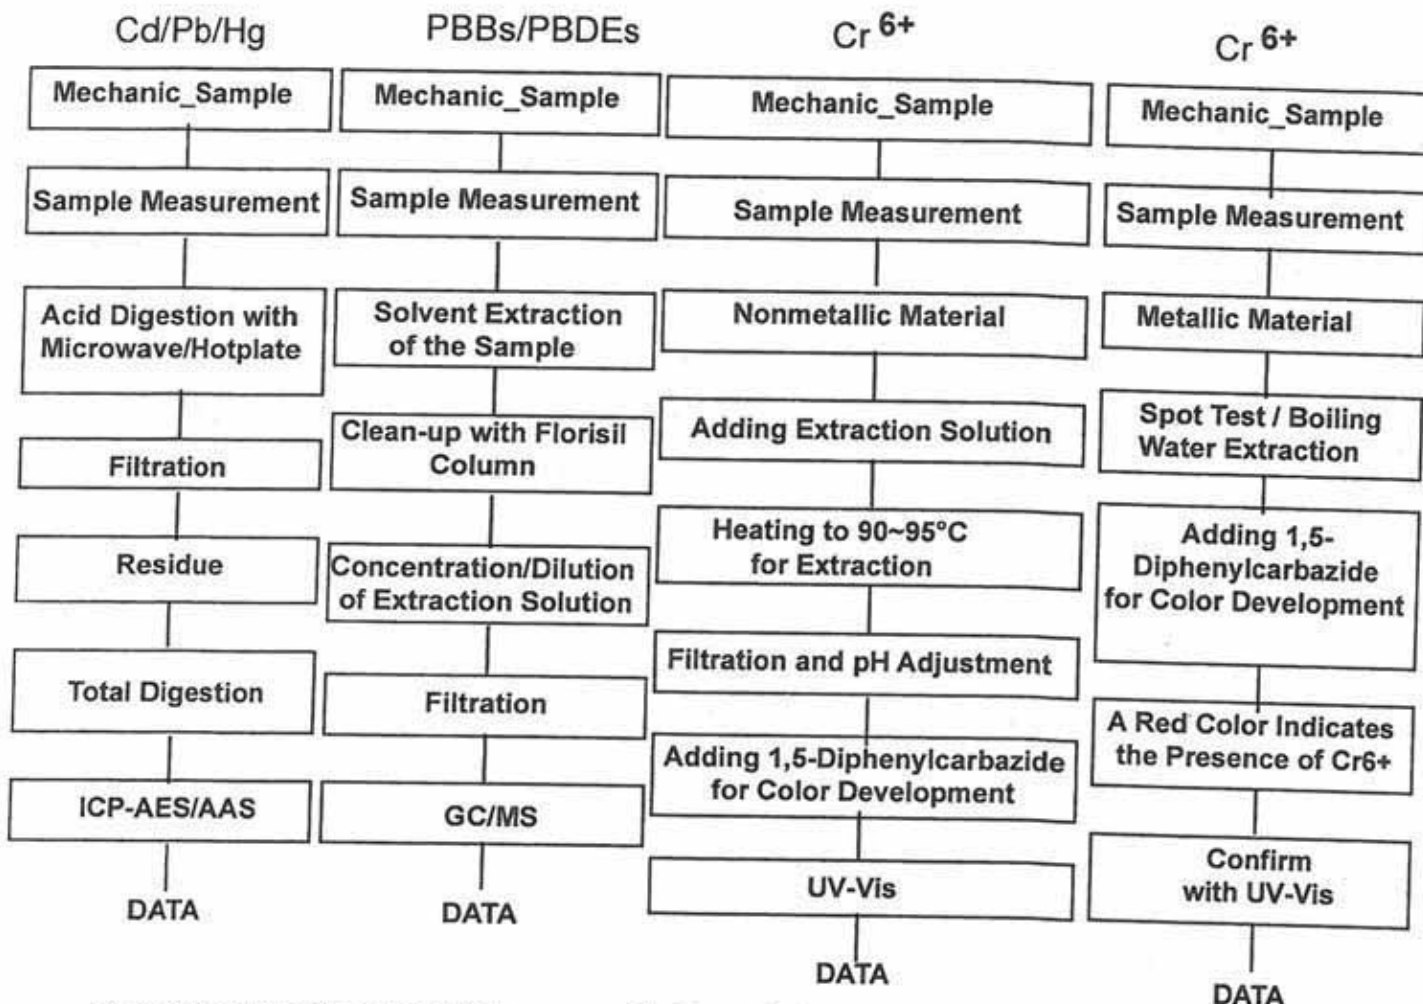 Cd/Pb/Hg
Mechanic_Sample
Sample Measurement
Acid Digestion with
Microwave/Hotplate
Filtration
Residue
Total Digestion
ICP-AES/AAS
DATA
PBBs/PBDEs
Mechanic_Sample
Sample Measurement
Solvent Extraction
of the Sample
Clean-up with Florisil
Column
Concentration/Dilution
of Extraction Solution
Filtration
GC/MS
DATA
Cr 6+
Mechanic_Sample
Sample Measurement
Nonmetallic Material
Adding Extraction Solution
Heating to 90~95°C
for Extraction
Filtration and pH Adjustment
Adding 1,5-Diphenylcarbazide
for Color Development
UV-Vis
DATA
Cr 6+
Mechanic_Sample
Sample Measurement
Metallic Material
Spot Test / Boiling
Water Extraction
Adding 1,5-
Diphenylcarbazide
for Color Development
A Red Color Indicates
the Presence of Cr6+
Confirm
with UV-Vis
DATA